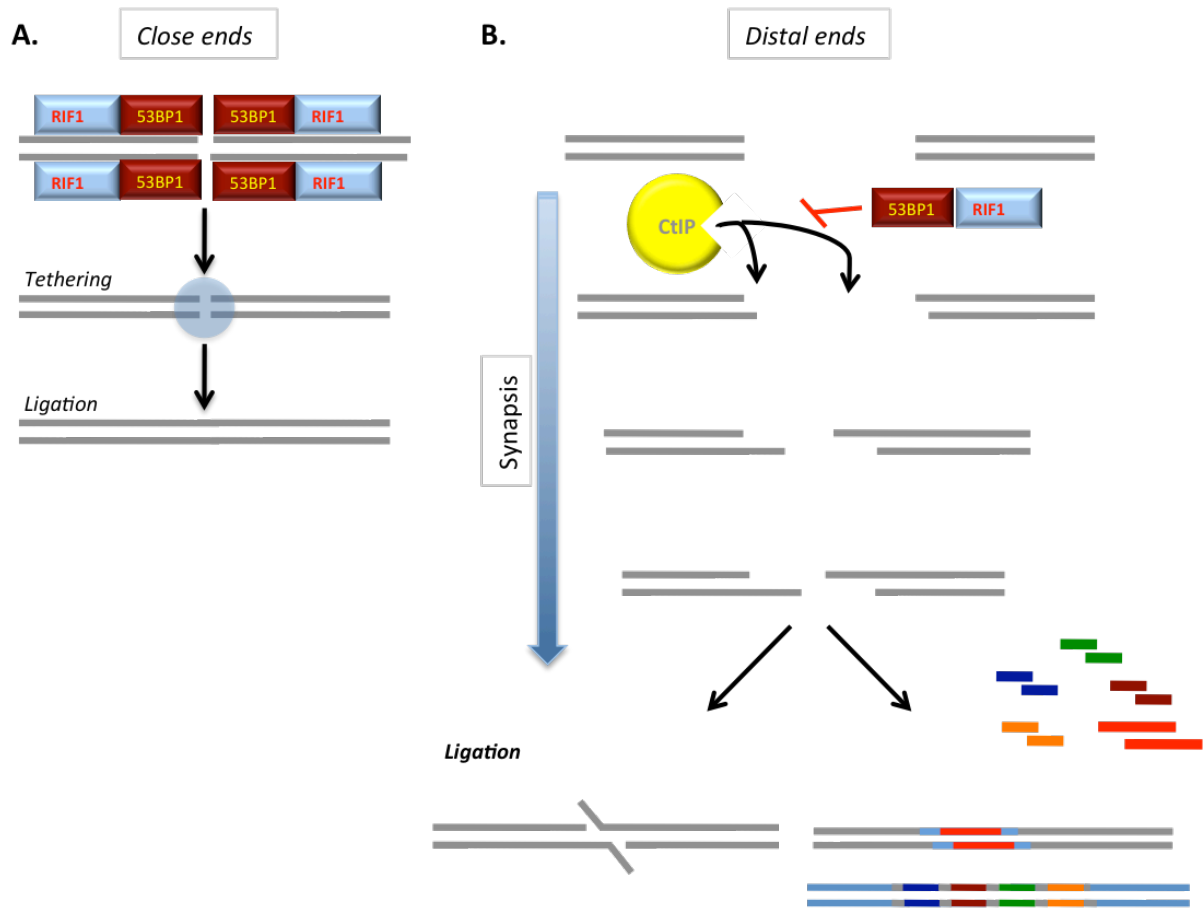 A.
Close ends
RIF1 53BP1 53BP1 RIF1
RIF1 53BP1 53BP1 RIF1
Tethering
Ligation
B.
Distal ends
CtIP
53BP1 RIF1
Synapsis
Ligation